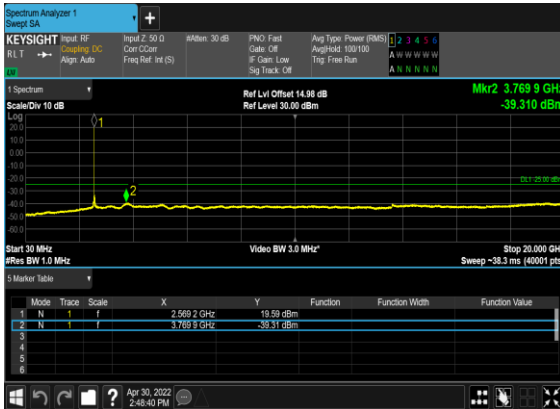 Spectrum Analyzer 1
Swept SA
+
KEYSIGHT
Input: RF
Input Z: 50 Ω
#Atten: 30 dB
PNO: Fast
Avg Type: Power (RMS)
1 2 3 4 5 6
RLT
Coupling: DC
Corr CCorr
Gate: Off
Avg|Hold: 100/100
A W W W W W
Align: Auto
Freq Ref: Int (S)
IF Gain: Low
Trig: Free Run
Sig Track: Off
A N N N N N
1 Spectrum
Scale/Div 10 dB
Ref Lvl Offset 14.98 dB
Ref Level 30.00 dBm
Mkr2 3.769 9 GHz
-39.310 dBm
Log
20.0
10.0
0.00
-10.0
-20.0
-30.0
-40.0
-50.0
-60.0
1
2
Start 30 MHz
#Res BW 1.0 MHz
Video BW 3.0 MHz*
Stop 20.000 GHz
Sweep ~38.3 ms (40001 pts)
5 Marker Table
Mode Trace Scale X Y Function Function Width Function Value
1 N 1 f 2.569 2 GHz 19.59 dBm
2 N 1 f 3.769 9 GHz -39.31 dBm
3
4
5
6
?
Apr 30, 2022
2:48:40 PM